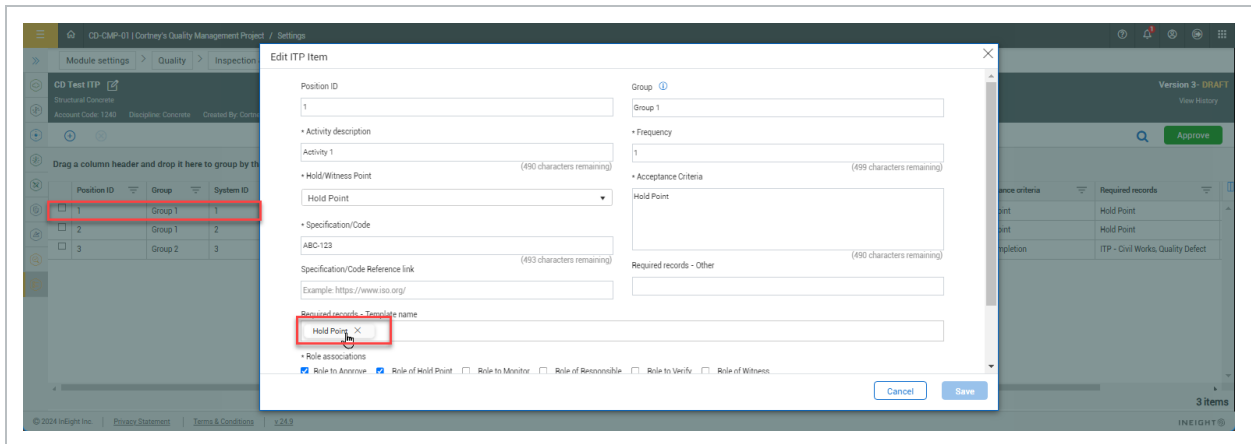 CD-CMP-01 | Cortney's Quality Management Project / Settings
Module settings > Quality > Inspection
CD Test ITP
Structural Concrete
Account Code: 1240 Discipline: Concrete Created By: Cortne
Version 3- DRAFT
View History
Approve
Drag a column header and drop it here to group by th
Position ID Group System ID
1 Group 1 1
2 Group 1 2
3 Group 2 3
ance criteria Required records
oint Hold Point
oint Hold Point
mpletion ITP - Civil Works, Quality Defect
Edit ITP Item
Position ID
1
Group
Group 1
* Activity description
Activity 1
(490 characters remaining)
* Frequency
1
(499 characters remaining)
* Hold/Witness Point
Hold Point
* Acceptance Criteria
Hold Point
(490 characters remaining)
* Specification/Code
ABC-123
(493 characters remaining)
Specification/Code Reference link
Example: https://www.iso.org/
Required records - Other
Required records - Template name
Hold Point
* Role associations
Role to Approve Role of Hold Point Role to Monitor Role of Responsible Role to Verify Role of Witness
Cancel Save
3 items
© 2024 InEight Inc. | Privacy Statement | Terms & Conditions | v 24.9
INEIGHT